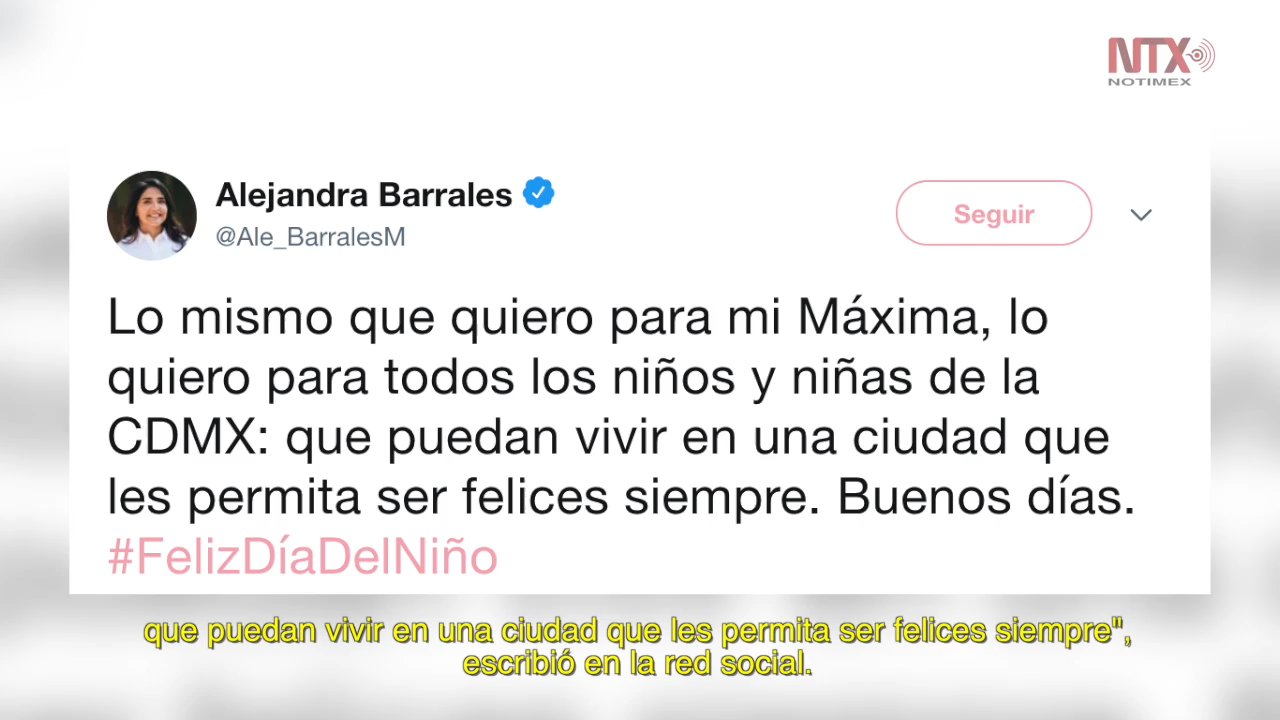 NTX
NOTIMEX
Alejandra Barrales
@Ale_BarralesM
Seguir
Lo mismo que quiero para mi Máxima, lo
quiero para todos los niños y niñas de la
CDMX: que puedan vivir en una ciudad que
les permita ser felices siempre. Buenos días.
#FelizDíaDelNiño
que puedan vivir en una ciudad que les permita ser felices siempre",
escribió en la red social.